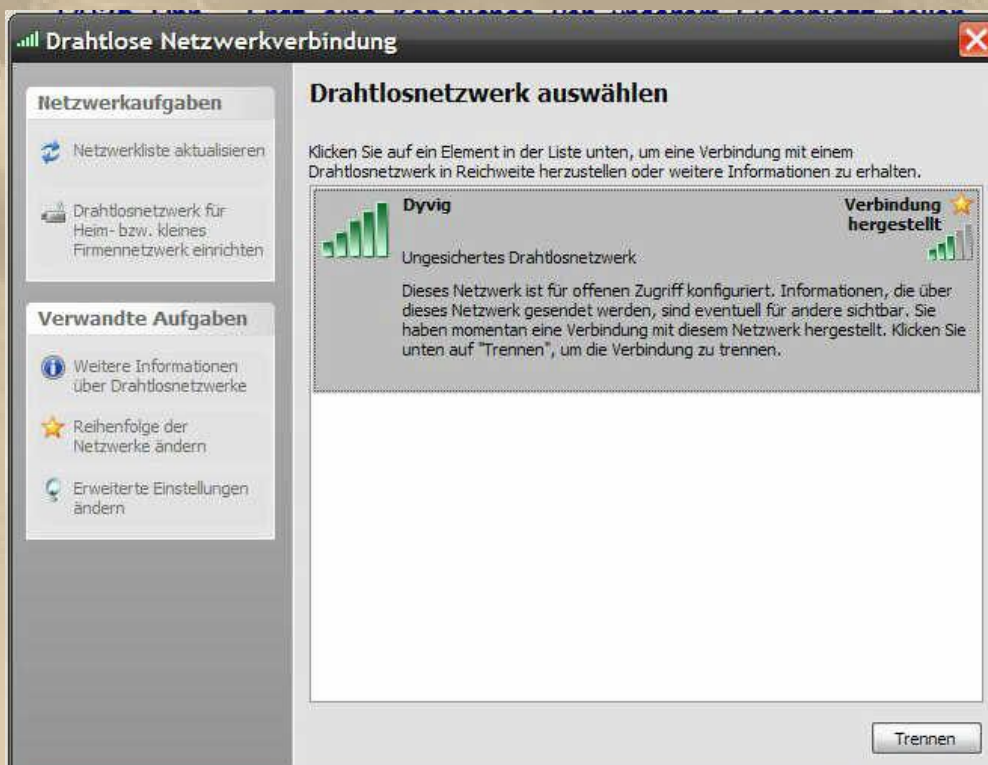 Drahtlose Netzwerkverbindung
Netzwerkaufgaben
Netzwerkliste aktualisieren
Drahtlosnetzwerk für
Heim- bzw. kleines
Firmennetzwerk einrichten
Verwandte Aufgaben
Weitere Informationen
über Drahtlosnetzwerke
Reihenfolge der
Netzwerke ändern
Erweiterte Einstellungen
ändern
Drahtlosnetzwerk auswählen
Klicken Sie auf ein Element in der Liste unten, um eine Verbindung mit einem
Drahtlosnetzwerk in Reichweite herzustellen oder weitere Informationen zu erhalten.
Dyvig
Verbindung
hergestellt
Ungesichertes Drahtlosnetzwerk
Dieses Netzwerk ist für offenen Zugriff konfiguriert. Informationen, die über
dieses Netzwerk gesendet werden, sind eventuell für andere sichtbar. Sie
haben momentan eine Verbindung mit diesem Netzwerk hergestellt. Klicken Sie
unten auf "Trennen", um die Verbindung zu trennen.
Trennen